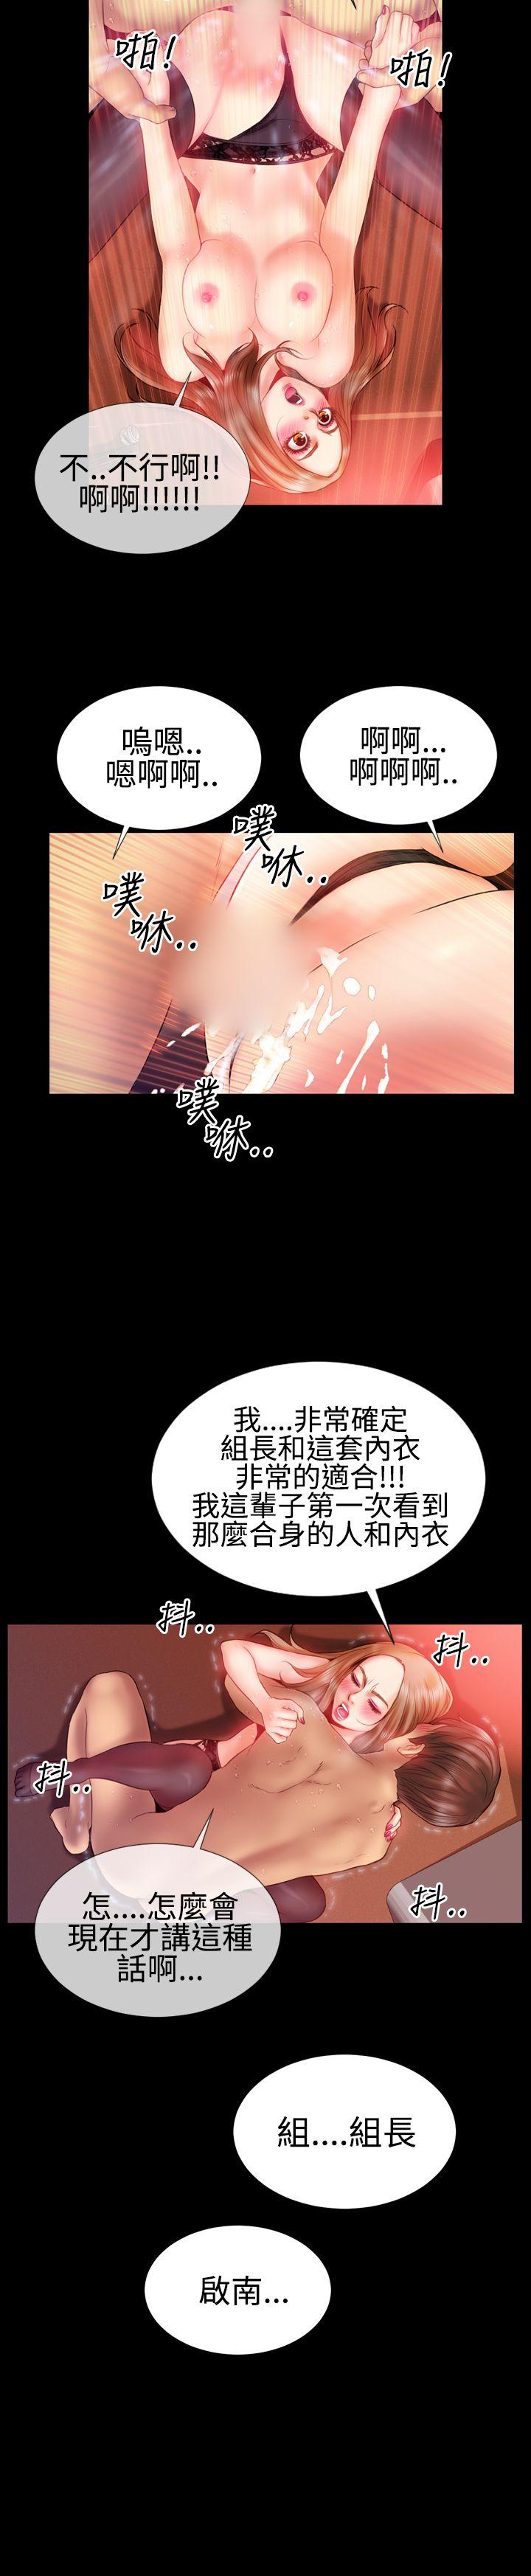 啪!
啪!
不..不行啊!!
啊啊!!!!!!
嗚嗯..
嗯啊啊..
啊啊...
啊啊啊..
噗
咻..
噗
咻..
噗
咻..
我....非常確定
組長和這套內衣
非常的適合!!!
我這輩子第一次看到
那麼合身的人和內衣
抖..
抖..
抖..
抖..
怎....怎麼會
現在才講這種
話啊...
組....組長
啟南...